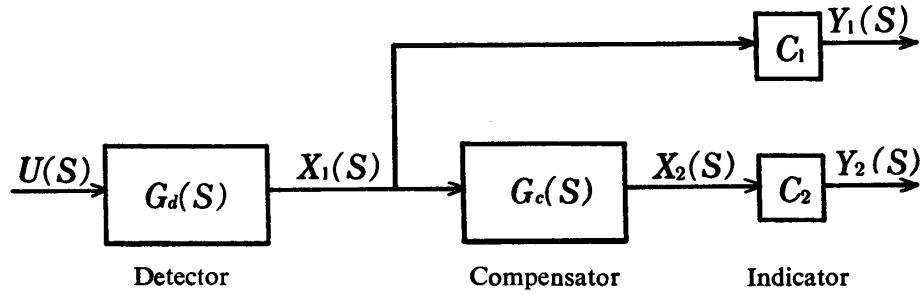 C₁
Y₁(S)
U(S)
G_d(S)
X₁(S)
G_c(S)
X₂(S)
C₂
Y₂(S)
Detector
Compensator
Indicator